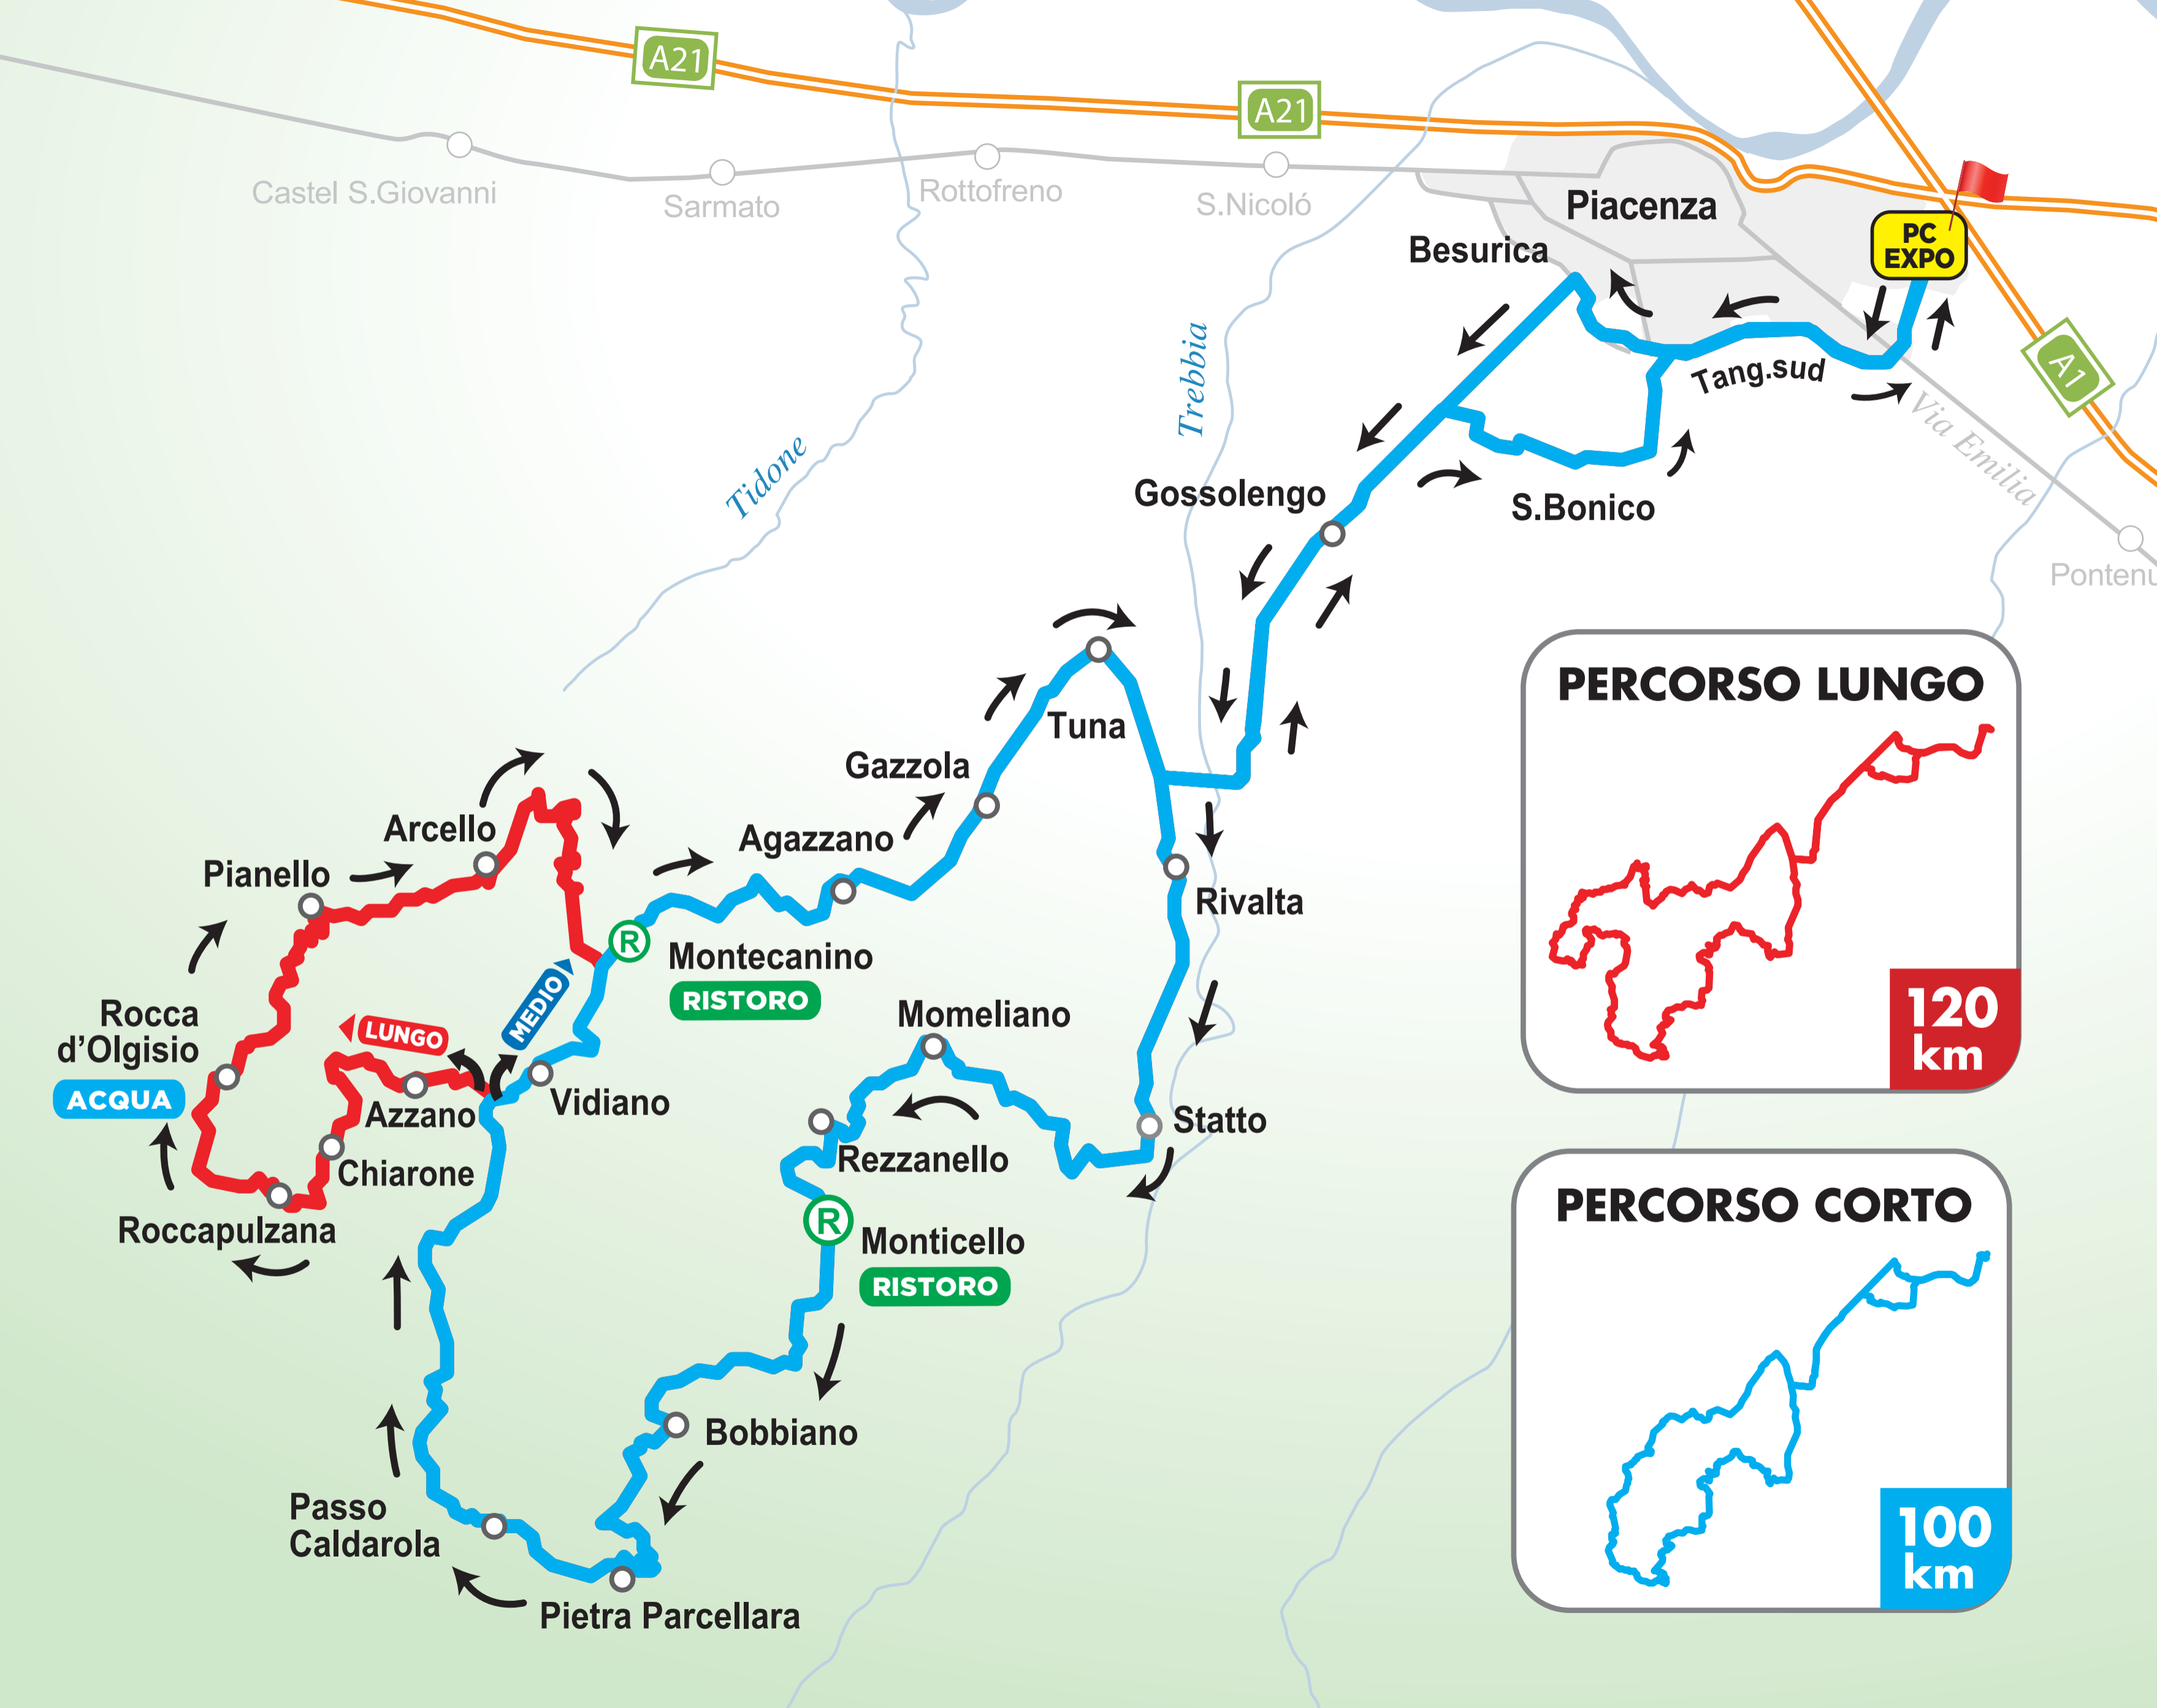 A21
A21
Castel S.Giovanni
Sarmato
Rottofreno
S.Nicoló
Piacenza
Besurica
PC
EXPO
A1
Tang.sud
Via Emilia
Trebbia
Tidone
Gossolengo
S.Bonico
Pontenu
Tuna
Gazzola
Agazzano
Arcello
Pianello
Rivalta
Montecanino
R
RISTORO
MEDIO
LUNGO
Rocca
d’Olgisio
ACQUA
Azzano
Vidiano
Chiarone
Roccapulzana
Momeliano
Statto
Rezzanello
R
Monticello
RISTORO
Bobbiano
Passo
Caldarola
Pietra Parcellara
PERCORSO LUNGO
120
km
PERCORSO CORTO
100
km